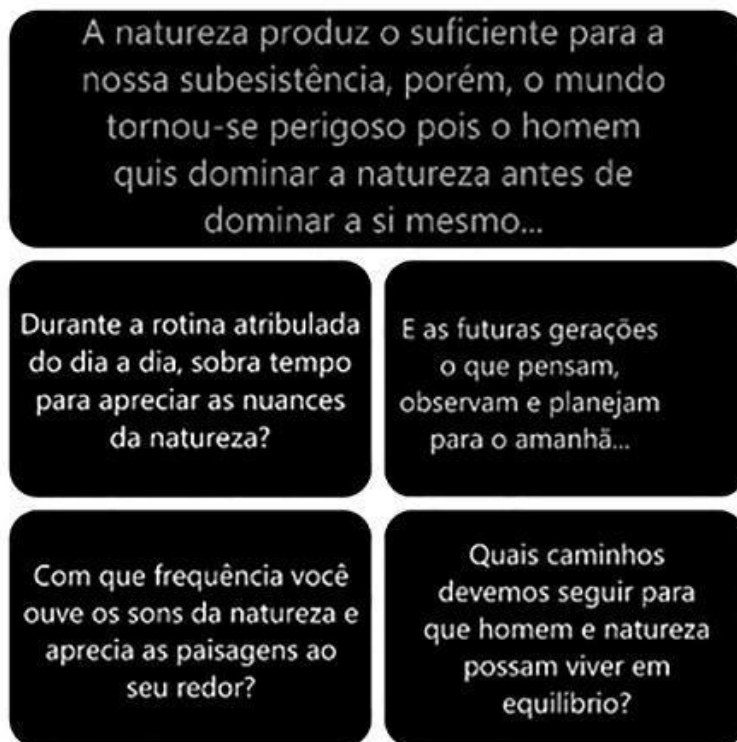 A natureza produz o suficiente para a
nossa subesistência, porém, o mundo
tornou-se perigoso pois o homem
quis dominar a natureza antes de
dominar a si mesmo...
Durante a rotina atribulada
do dia a dia, sobra tempo
para apreciar as nuances
da natureza?
E as futuras gerações
o que pensam,
observam e planejam
para o amanhã...
Com que frequência você
ouve os sons da natureza e
aprecia as paisagens ao
seu redor?
Quais caminhos
devemos seguir para
que homem e natureza
possam viver em
equilíbrio?